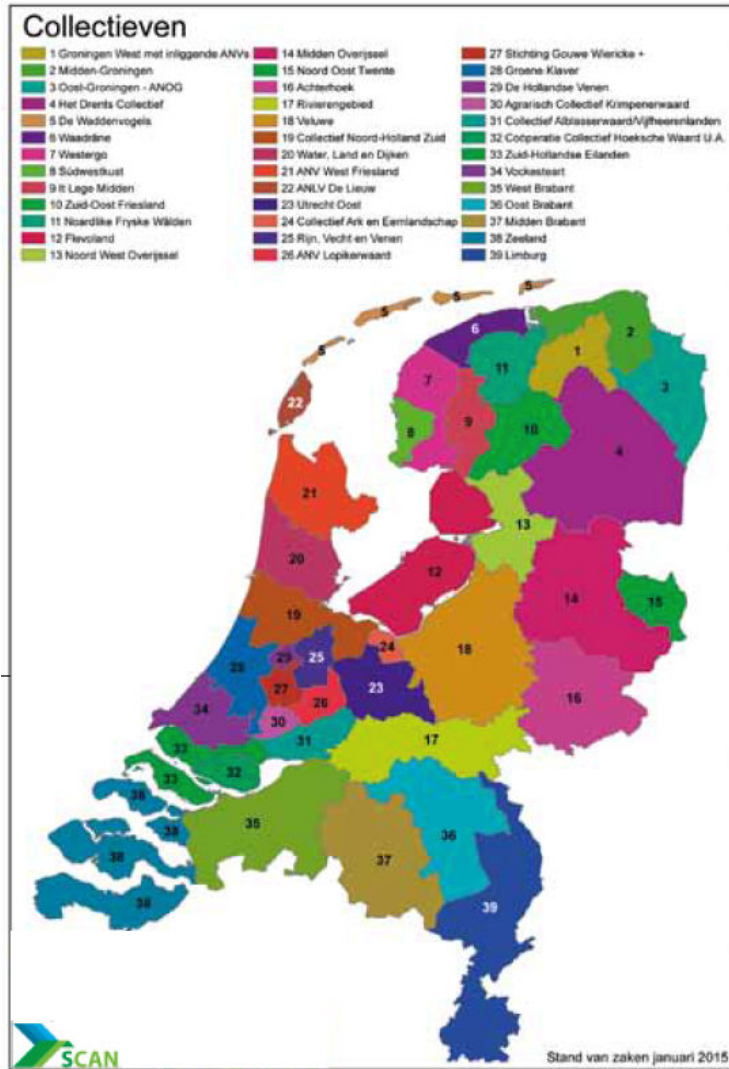 Collectieven
1 Groningen West met inliggende ANVs
2 Midden-Groningen
3 Oost-Groningen - ANOG
4 Het Drents Collectief
5 De Waddenvogels
6 Waadrâne
7 Westergo
8 Súdwestkust
9 It Lege Midden
10 Zuid-Oost Friesland
11 Noardlike Fryske Wâlden
12 Flevoland
13 Noord West Overijssel
14 Midden Overijssel
15 Noord Oost Twente
16 Achterhoek
17 Rivierengebied
18 Veluwe
19 Collectief Noord-Holland Zuid
20 Water, Land en Dijken
21 ANV West Friesland
22 ANLV De Lieuw
23 Utrecht Oost
24 Collectief Ark en Eemlandschap
25 Rijn, Vecht en Venen
26 ANV Lopikerwaard
27 Stichting Gouwe Wiericke +
28 Groene Klaver
29 De Hollandse Venen
30 Agrarisch Collectief Krimpenerwaard
31 Collectief Alblasserwaard/Vijfheerenlanden
32 Coöperatie Collectief Hoeksche Waard U.A.
33 Zuid-Hollandse Eilanden
34 Vockestaert
35 West Brabant
36 Oost Brabant
37 Midden Brabant
38 Zeeland
39 Limburg
5
5
5
5
6
2
1
11
3
7
22
9
8
10
4
21
13
20
12
14
15
19
24
25
29
18
28
27
26
23
34
16
30
31
17
33
32
33
38
38
35
36
38
37
38
39
SCAN
Stand van zaken januari 2015